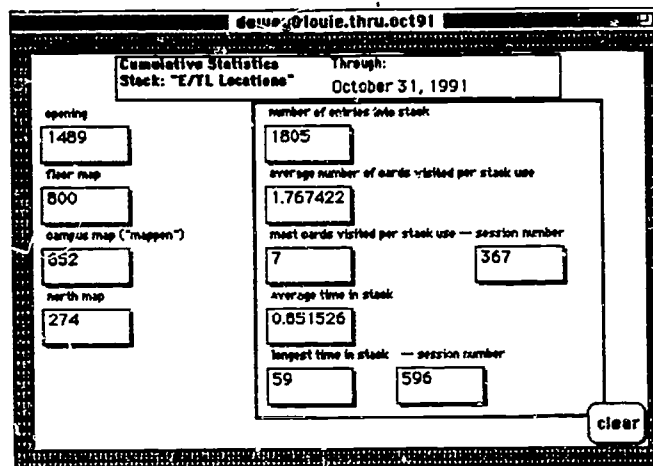 dewey@louie.thru.oct91
Cumulative Statistics
Stack: "E/TL Locations"
Through:
October 31, 1991
opening
1489
floor map
800
campus map ("mappen")
652
north map
274
number of entries into stack
1805
average number of cards visited per stack use
1.767422
most cards visited per stack use — session number
7 367
average time in stack
0.851526
longest time in stack — session number
59 596
clear